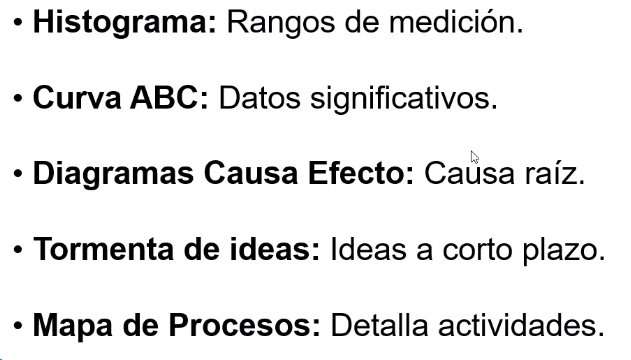 • Histograma: Rangos de medición.
• Curva ABC: Datos significativos.
• Diagramas Causa Efecto: Causa raíz.
• Tormenta de ideas: Ideas a corto plazo.
• Mapa de Procesos: Detalla actividades.